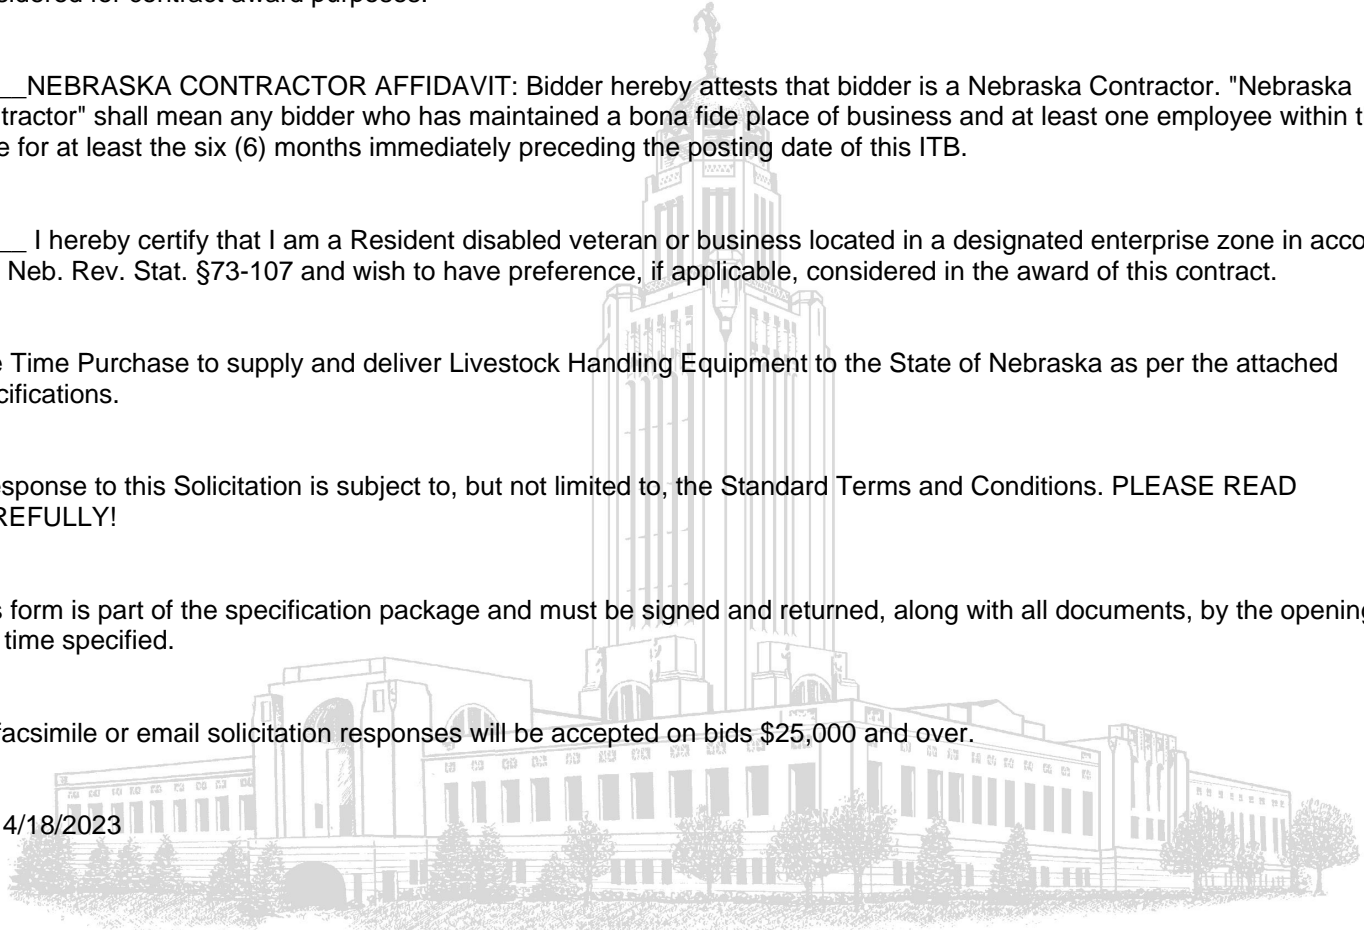 sidered for contract award purposes.
__NEBRASKA CONTRACTOR AFFIDAVIT: Bidder hereby attests that bidder is a Nebraska Contractor. "Nebraska
tractor" shall mean any bidder who has maintained a bona fide place of business and at least one employee within t
e for at least the six (6) months immediately preceding the posting date of this ITB.
__ I hereby certify that I am a Resident disabled veteran or business located in a designated enterprise zone in acco
Neb. Rev. Stat. §73-107 and wish to have preference, if applicable, considered in the award of this contract.
e Time Purchase to supply and deliver Livestock Handling Equipment to the State of Nebraska as per the attached
cifications.
esponse to this Solicitation is subject to, but not limited to, the Standard Terms and Conditions. PLEASE READ
REFULLY!
s form is part of the specification package and must be signed and returned, along with all documents, by the opening
time specified.
facsimile or email solicitation responses will be accepted on bids $25,000 and over.
4/18/2023